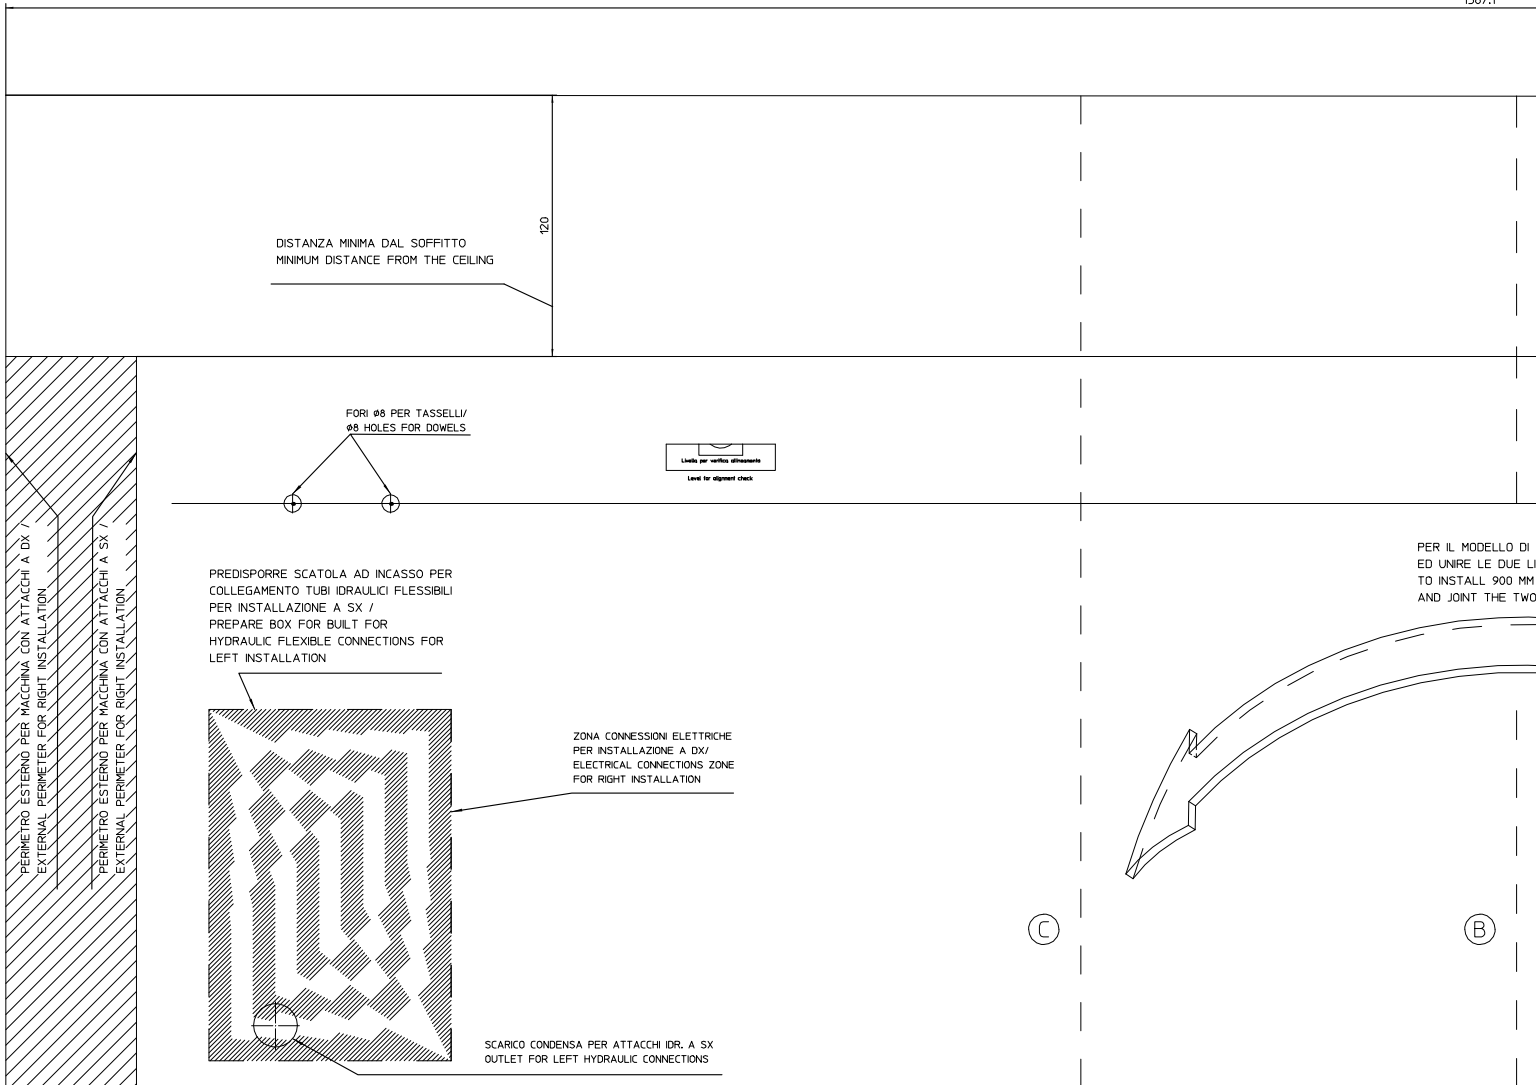 DISTANZA MINIMA DAL SOFFITTO
MINIMUM DISTANCE FROM THE CEILING
120
FORI ø8 PER TASSELLI/
ø8 HOLES FOR DOWELS
Livella per verifica allineamento
Level for alignment check
PERIMETRO ESTERNO PER MACCHINA CON ATTACCHI A DX /
EXTERNAL PERIMETER FOR RIGHT INSTALLATION
PERIMETRO ESTERNO PER MACCHINA CON ATTACCHI A SX /
EXTERNAL PERIMETER FOR RIGHT INSTALLATION
PREDISPORRE SCATOLA AD INCASSO PER
COLLEGAMENTO TUBI IDRAULICI FLESSIBILI
PER INSTALLAZIONE A SX /
PREPARE BOX FOR BUILT FOR
HYDRAULIC FLEXIBLE CONNECTIONS FOR
LEFT INSTALLATION
PER IL MODELLO DI
ED UNIRE LE DUE LI
TO INSTALL 900 MM
AND JOINT THE TWO
ZONA CONNESSIONI ELETTRICHE
PER INSTALLAZIONE A DX/
ELECTRICAL CONNECTIONS ZONE
FOR RIGHT INSTALLATION
C
B
SCARICO CONDENSA PER ATTACCHI IDR. A SX
OUTLET FOR LEFT HYDRAULIC CONNECTIONS